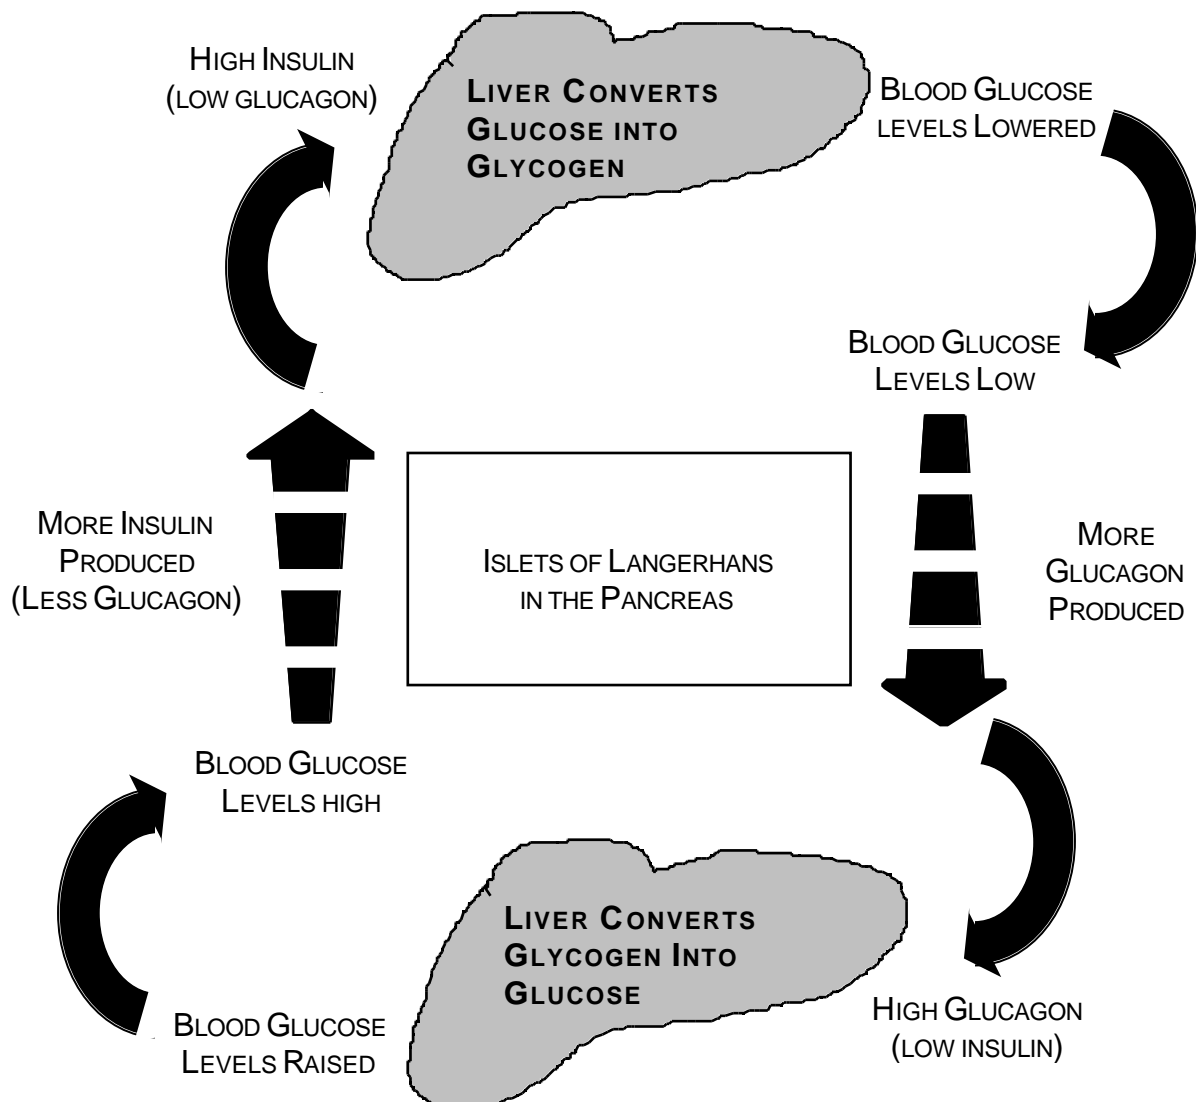 HIGH INSULIN
(LOW GLUCAGON)
LIVER CONVERTS
GLUCOSE INTO
GLYCOGEN
BLOOD GLUCOSE
LEVELS LOWERED
BLOOD GLUCOSE
LEVELS LOW
MORE INSULIN
PRODUCED
(LESS GLUCAGON)
ISLETS OF LANGERHANS
IN THE PANCREAS
MORE
GLUCAGON
PRODUCED
BLOOD GLUCOSE
LEVELS HIGH
LIVER CONVERTS
GLYCOGEN INTO
GLUCOSE
HIGH GLUCAGON
(LOW INSULIN)
BLOOD GLUCOSE
LEVELS RAISED